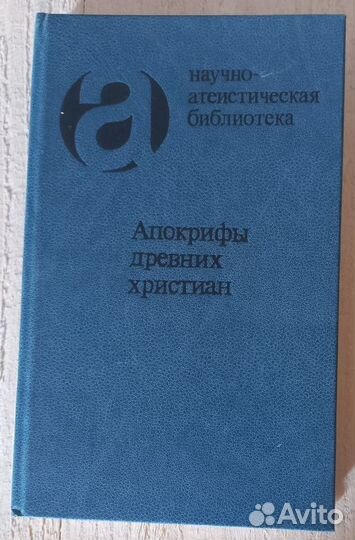 а
научно-
атеистическая
библиотека
Апокрифы
древних
христиан
Avito